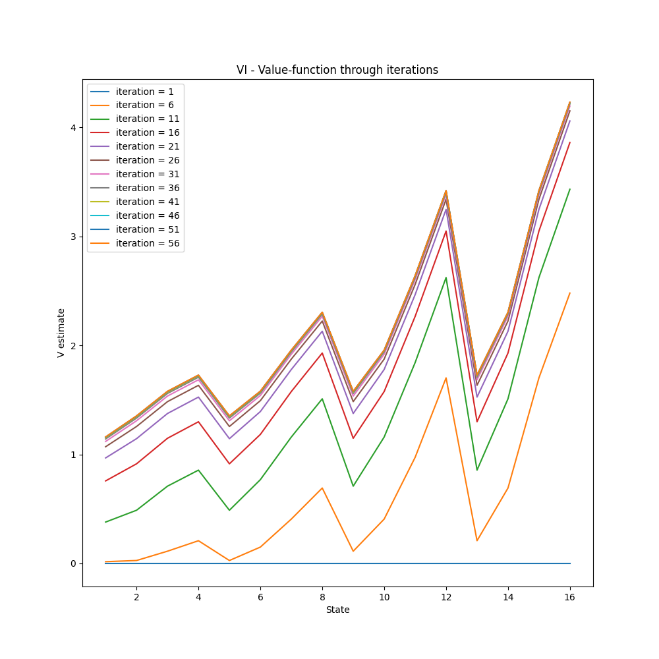 VI - Value-function through iterations
iteration = 1
iteration = 6
iteration = 11
iteration = 16
iteration = 21
iteration = 26
iteration = 31
iteration = 36
iteration = 41
iteration = 46
iteration = 51
iteration = 56
4
3
2
1
0
V estimate
2 4 6 8 10 12 14 16
State